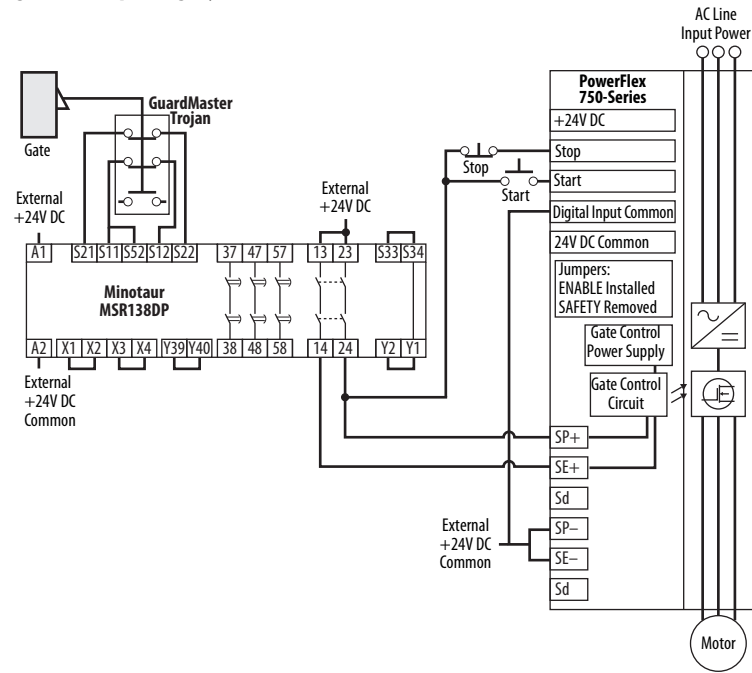 AC Line
Input Power
PowerFlex
750-Series
+24V DC
Stop
Start
Digital Input Common
24V DC Common
Jumpers:
ENABLE Installed
SAFETY Removed
Gate Control
Power Supply
Gate Control
Circuit
SP+
SE+
Sd
SP–
SE–
Sd
Motor
GuardMaster
Trojan
Gate
Stop
Start
External
+24V DC
External
+24V DC
A1 S21 S11 S52 S12 S22 37 47 57 13 23 S33 S34
Minotaur
MSR138DP
A2 X1 X2 X3 X4 Y39 Y40 38 48 58 14 24 Y2 Y1
External
+24V DC
Common
External
+24V DC
Common